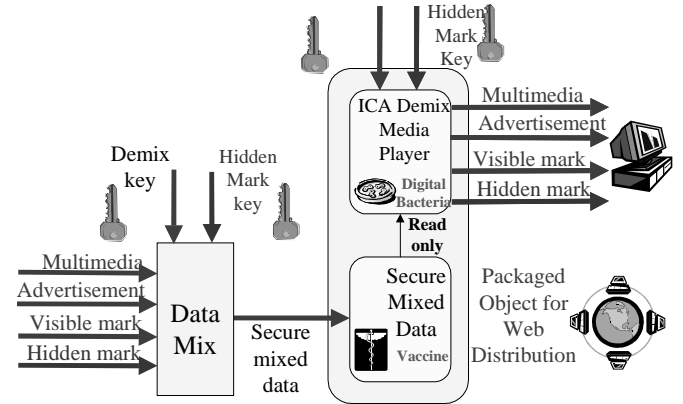 Hidden
Mark
Key
ICA Demix
Media
Player
Digital
Bacteria
Multimedia
Advertisement
Visible mark
Hidden mark
Demix
key
Hidden
Mark
key
Read
only
Multimedia
Advertisement
Visible mark
Hidden mark
Data
Mix
Secure
mixed
data
Secure
Mixed
Data
Vaccine
Packaged
Object for
Web
Distribution